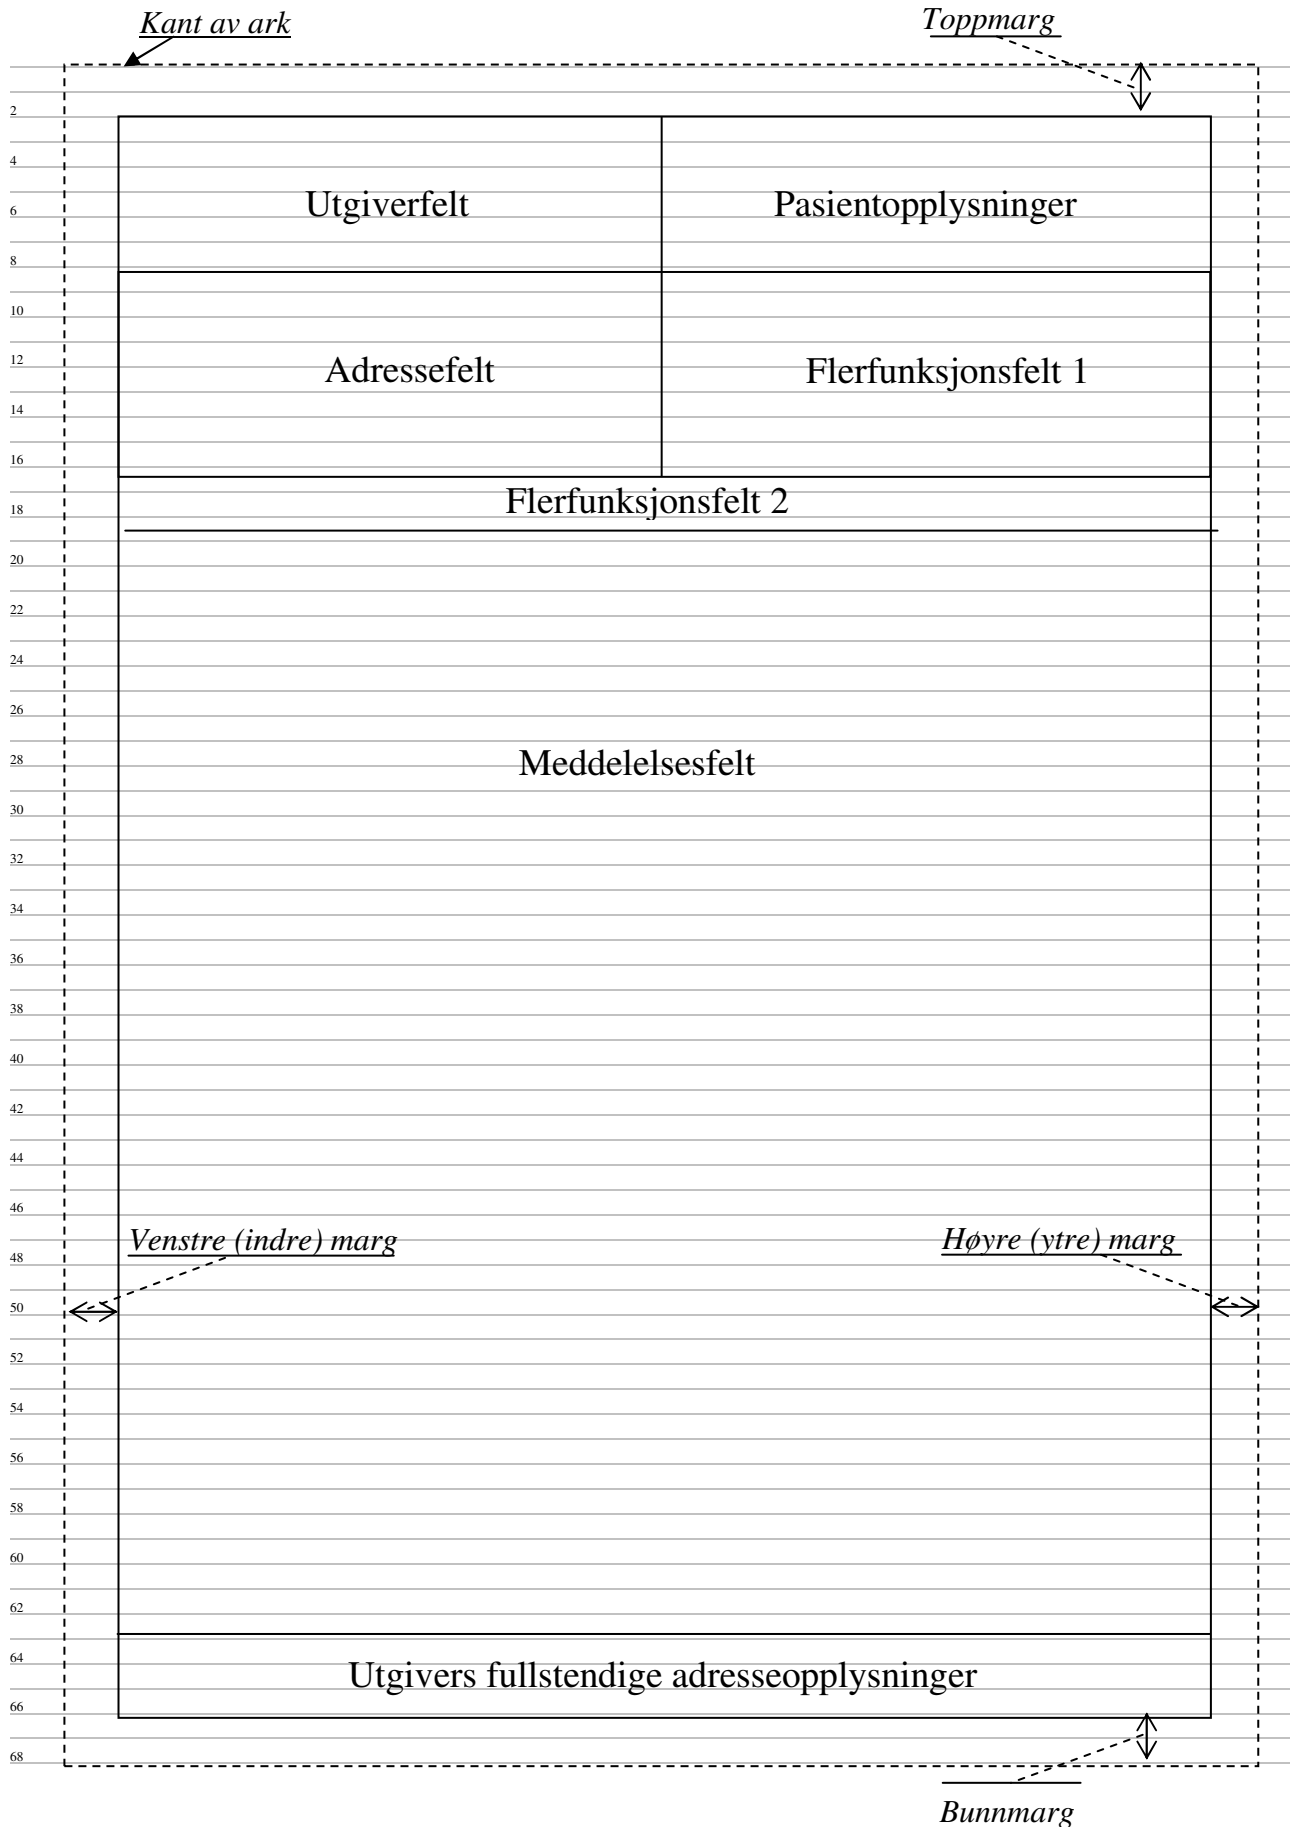 Kant av ark
Toppmarg
2
4
Utgiverfelt
Pasientopplysninger
6
8
10
12
Adressefelt
Flerfunksjonsfelt 1
14
16
Flerfunksjonsfelt 2
18
20
22
24
26
28
Meddelelsesfelt
30
32
34
36
38
40
42
44
46
Venstre (indre) marg
Høyre (ytre) marg
48
50
52
54
56
58
60
62
64
Utgivers fullstendige adresseopplysninger
66
68
Bunnmarg